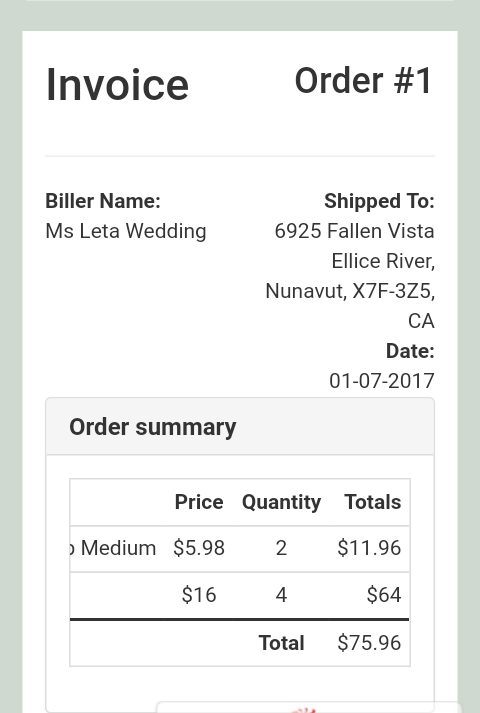 Invoice
Order #1
Biller Name:
Ms Leta Wedding
Shipped To:
6925 Fallen Vista
Ellice River,
Nunavut, X7F-3Z5,
CA
Date:
01-07-2017
Order summary
Price Quantity Totals
Medium $5.98 2 $11.96
$16 4 $64
Total $75.96